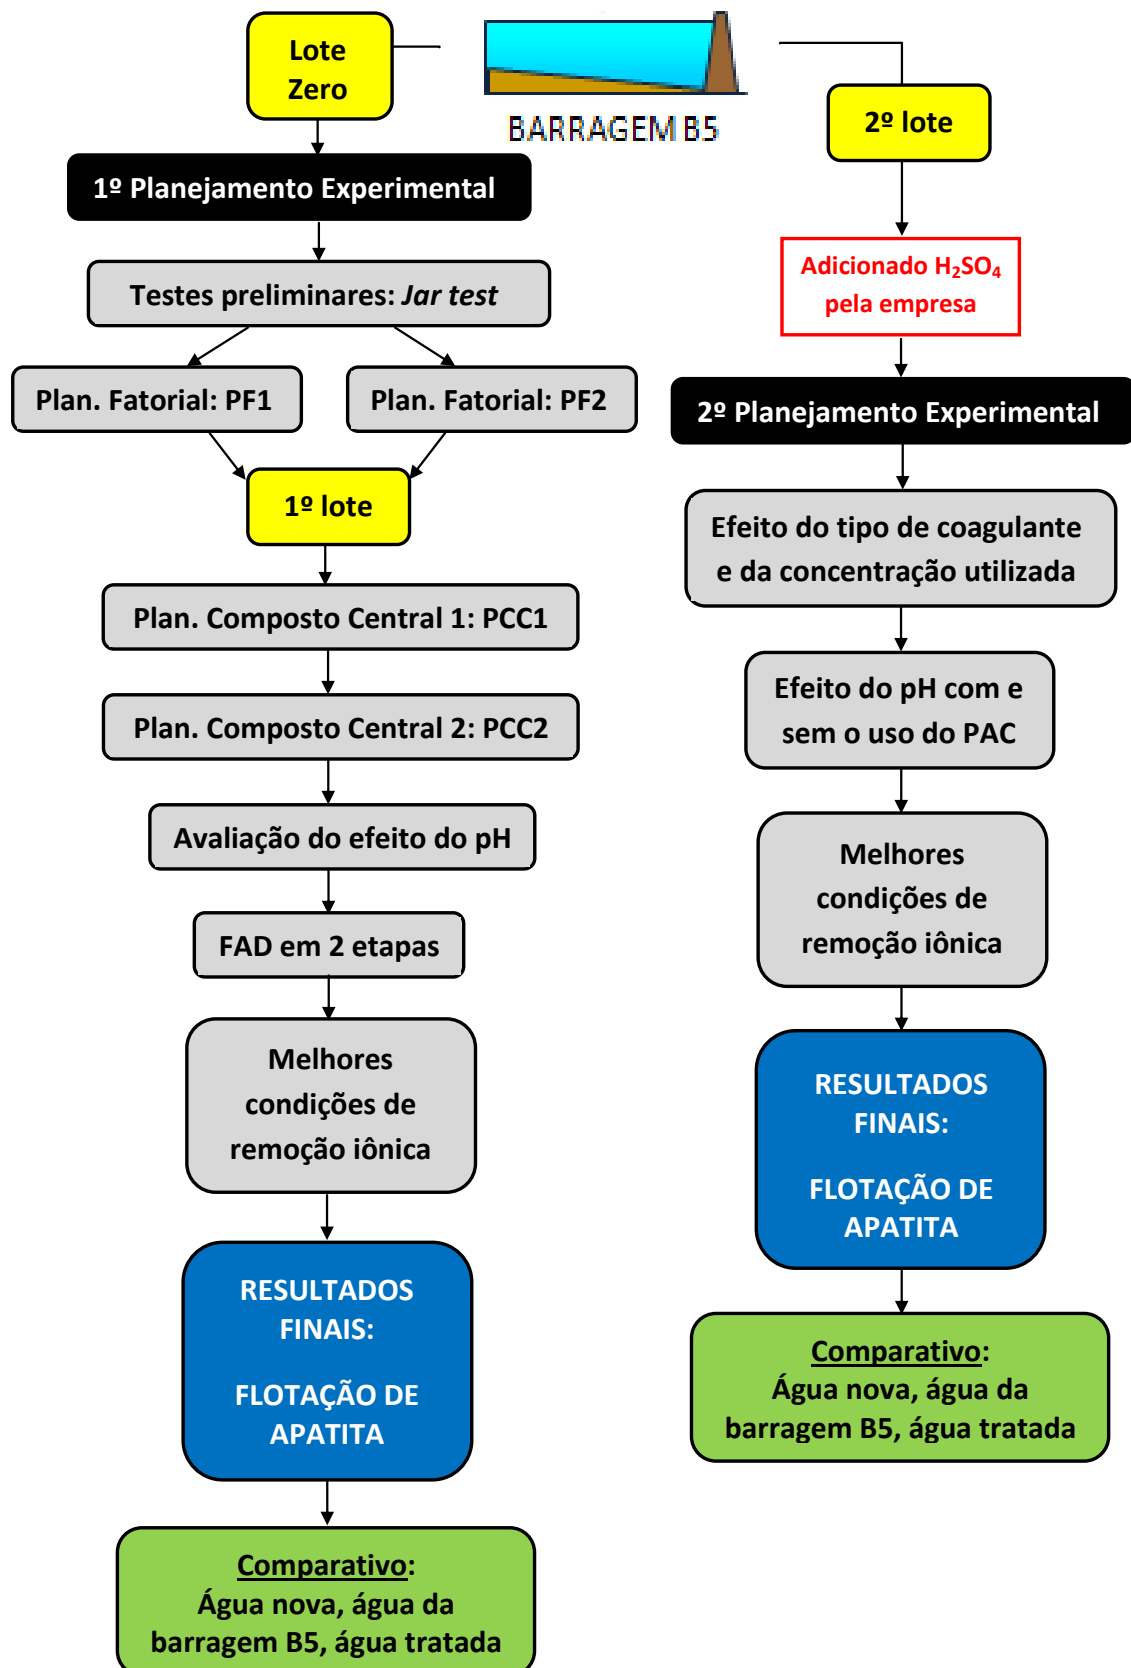 Lote
Zero
BARRAGEM B5
2º lote
1º Planejamento Experimental
Testes preliminares: Jar test
Plan. Fatorial: PF1
Plan. Fatorial: PF2
1º lote
Plan. Composto Central 1: PCC1
Plan. Composto Central 2: PCC2
Avaliação do efeito do pH
FAD em 2 etapas
Melhores
condições de
remoção iônica
RESULTADOS
FINAIS:
FLOTAÇÃO DE
APATITA
Comparativo:
Água nova, água da
barragem B5, água tratada
Adicionado H₂SO₄
pela empresa
2º Planejamento Experimental
Efeito do tipo de coagulante
e da concentração utilizada
Efeito do pH com e
sem o uso do PAC
Melhores
condições de
remoção iônica
RESULTADOS
FINAIS:
FLOTAÇÃO DE
APATITA
Comparativo:
Água nova, água da
barragem B5, água tratada